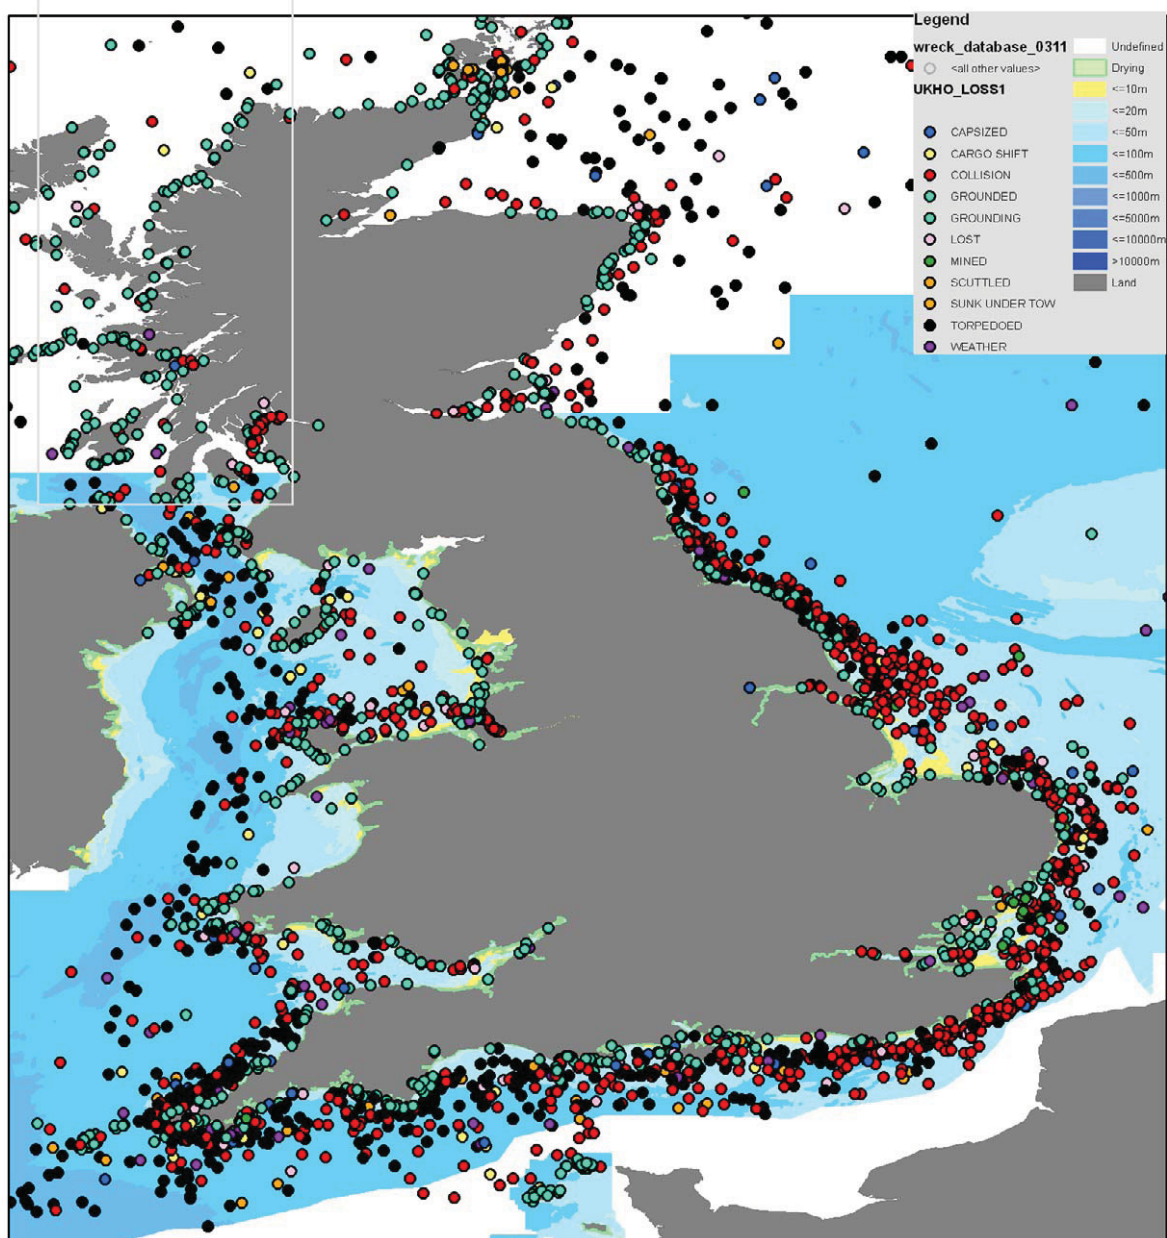 Legend
wreck_database_0311
<all other values>
UKHO_LOSS1
CAPSIZED
CARGO SHIFT
COLLISION
GROUNDED
GROUNDING
LOST
MINED
SCUTTLED
SUNK UNDER TOW
TORPEDOED
WEATHER
Undefined
Drying
<=10m
<=20m
<=50m
<=100m
<=500m
<=1000m
<=5000m
<=10000m
>10000m
Land